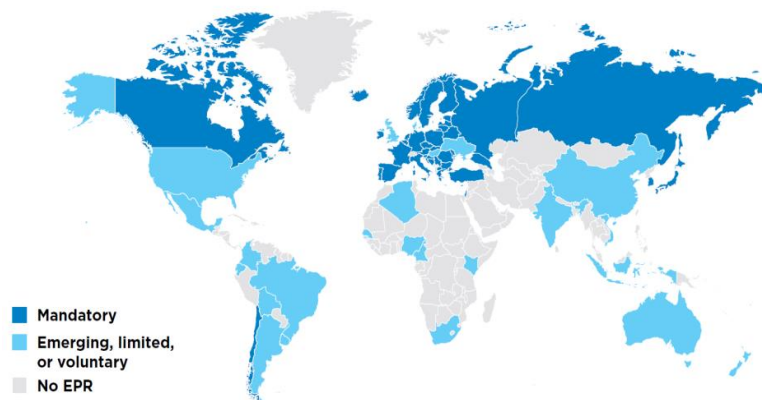 Mandatory
Emerging, limited,
or voluntary
No EPR